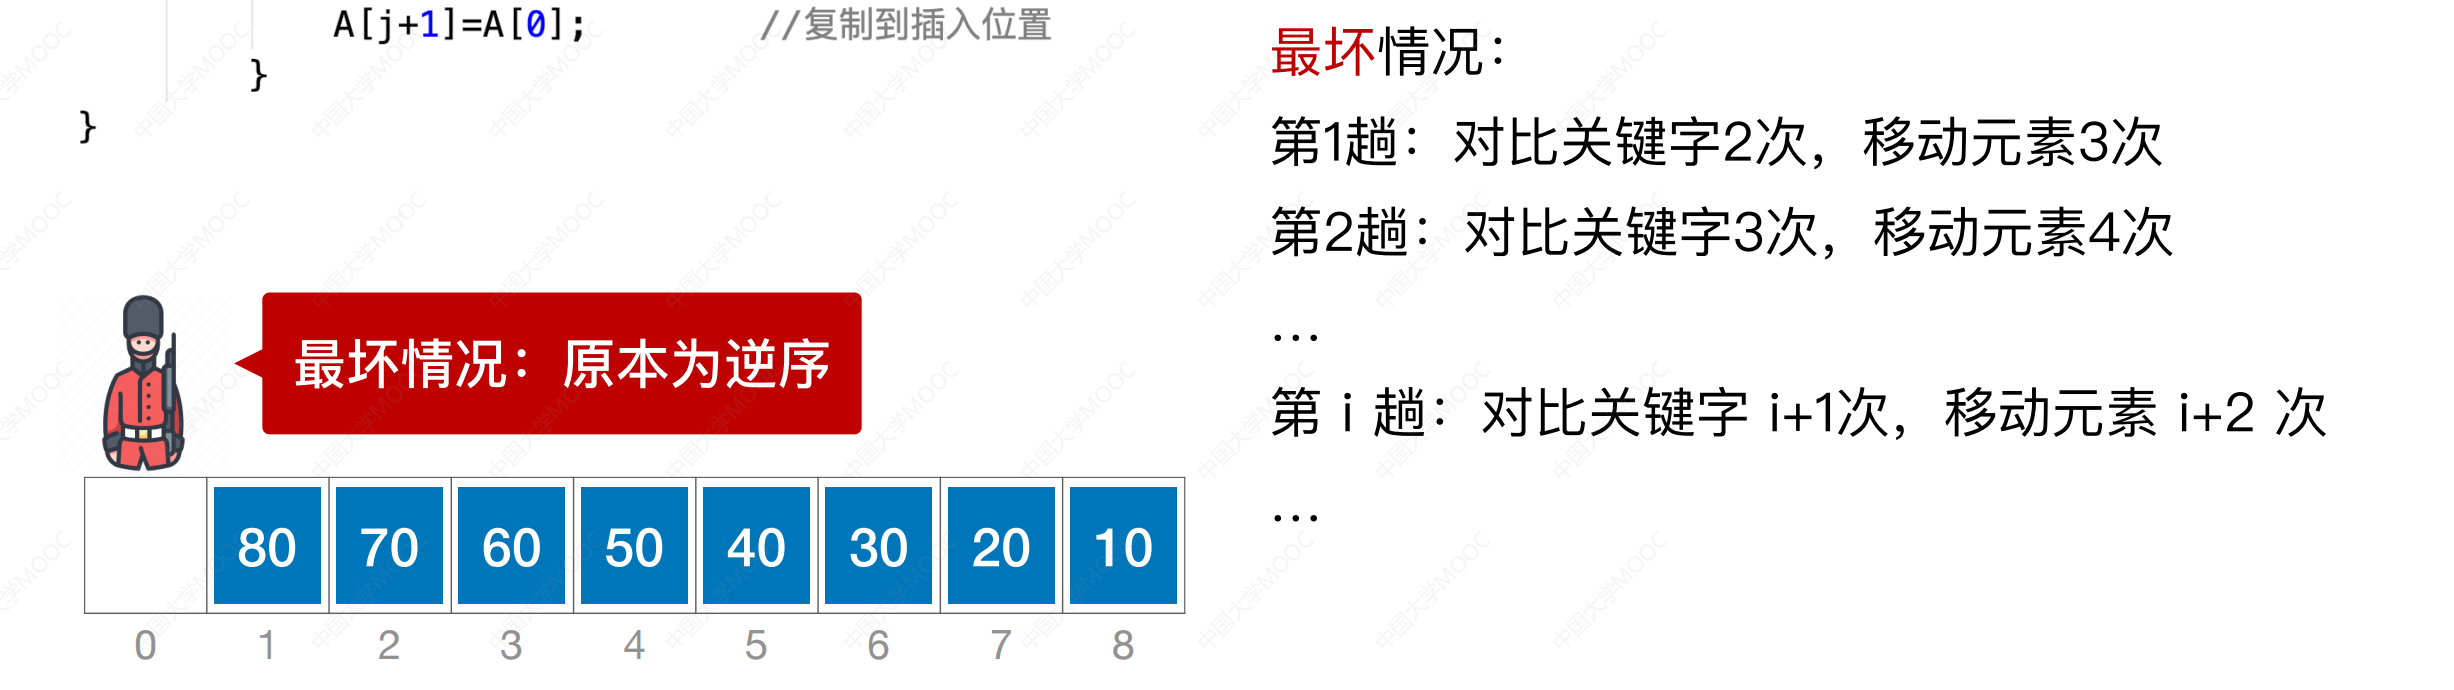 A[j+1]=A[0]; //复制到插入位置
}
}
最坏情况：原本为逆序
80 70 60 50 40 30 20 10
0 1 2 3 4 5 6 7 8
最坏情况：
第1趟：对比关键字2次，移动元素3次
第2趟：对比关键字3次，移动元素4次
…
第 i 趟：对比关键字 i+1次，移动元素 i+2 次
…
中国大学MOOC